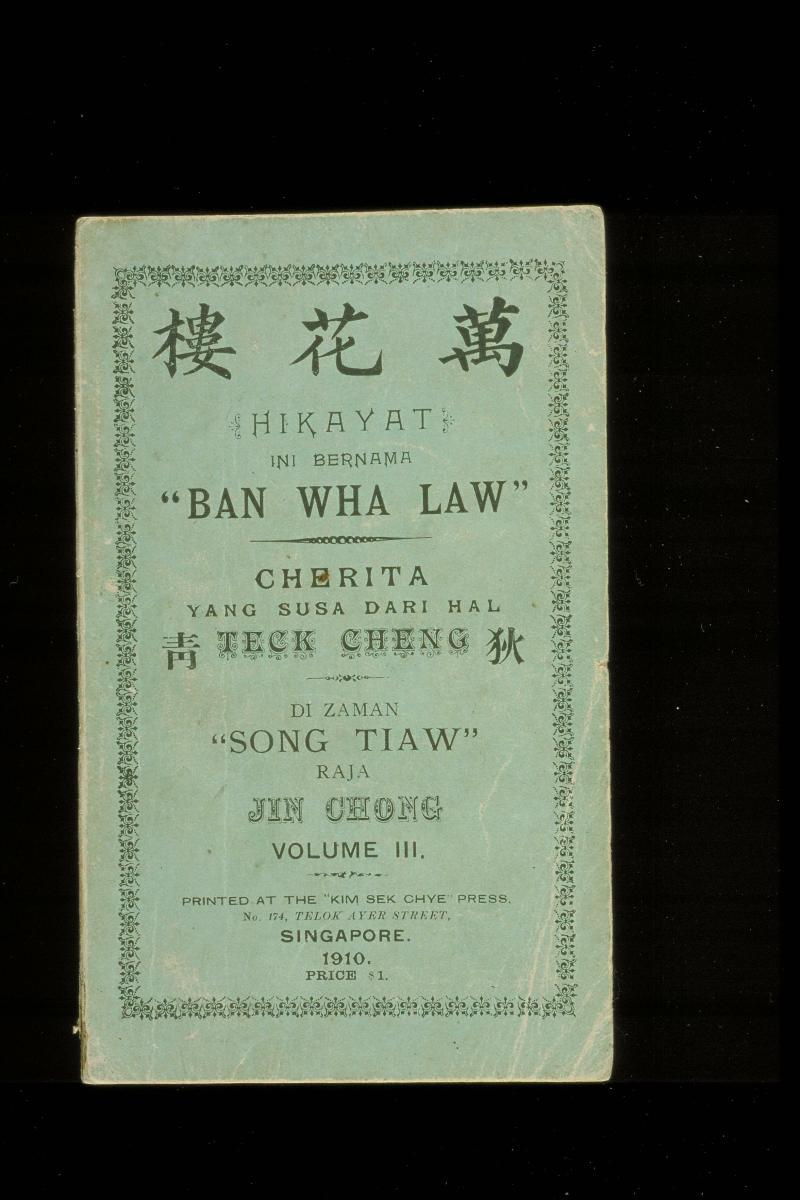 萬花樓
HIKAYAT
INI BERNAMA
“BAN WHA LAW”
CHERITA
YANG SUSA DARI HAL
靑 TECK CHENG 狄
DI ZAMAN
“SONG TIAW”
RAJA
JIN CHONG
VOLUME III.
PRINTED AT THE “KIM SEK CHYE” PRESS.
No. 174, TELOK AYER STREET,
SINGAPORE.
1910.
PRICE $1.